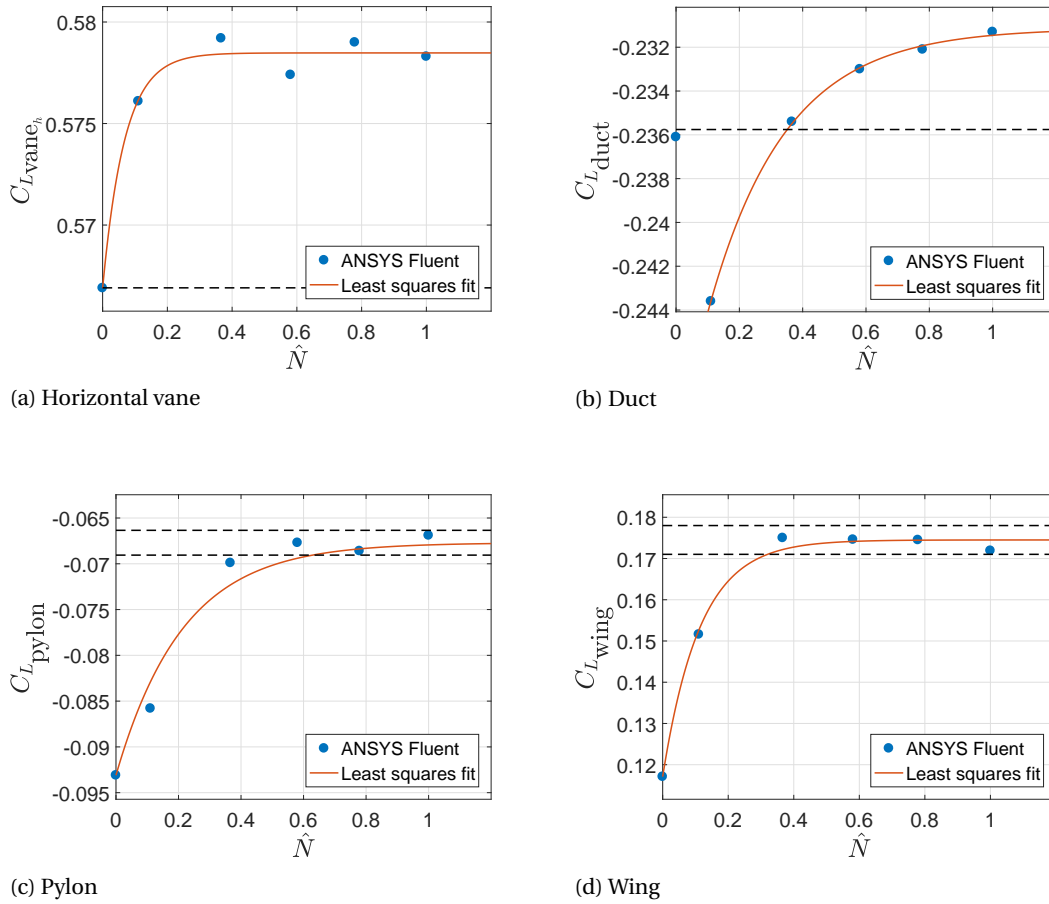 0.58
0.575
0.57
C_L vane_h
0 0.2 0.4 0.6 0.8 1
N̂
ANSYS Fluent
Least squares fit
(a) Horizontal vane
-0.232
-0.234
-0.236
-0.238
-0.24
-0.242
-0.244
C_L duct
0 0.2 0.4 0.6 0.8 1
N̂
ANSYS Fluent
Least squares fit
(b) Duct
-0.065
-0.07
-0.075
-0.08
-0.085
-0.09
-0.095
C_L pylon
0 0.2 0.4 0.6 0.8 1
N̂
ANSYS Fluent
Least squares fit
(c) Pylon
0.18
0.17
0.16
0.15
0.14
0.13
0.12
C_L wing
0 0.2 0.4 0.6 0.8 1
N̂
ANSYS Fluent
Least squares fit
(d) Wing